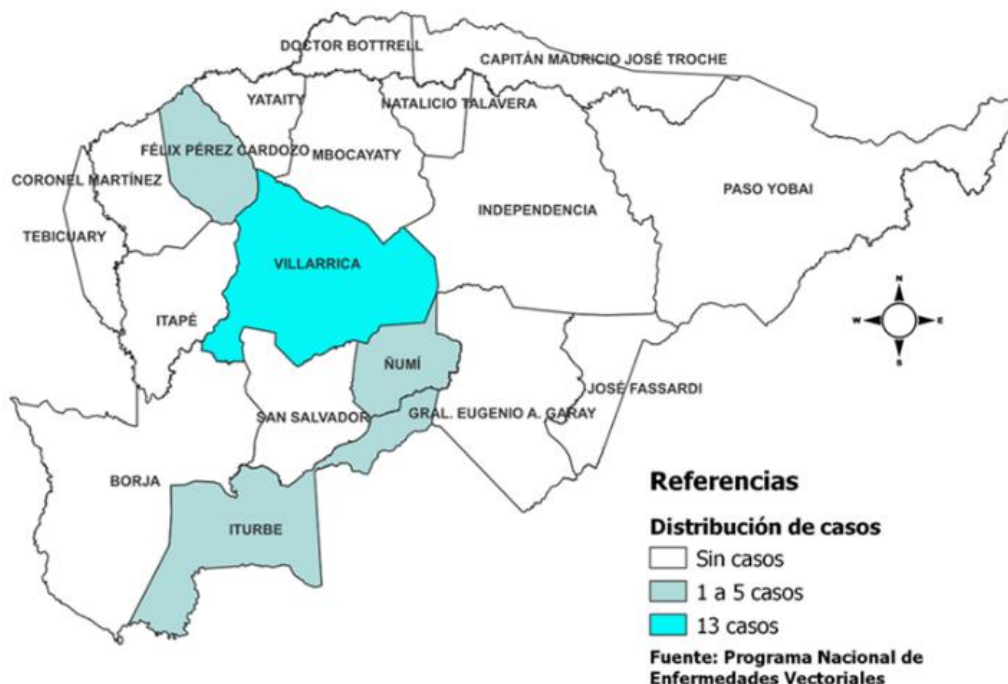 DOCTOR BOTTRELL
CAPITÁN MAURICIO JOSÉ TROCHE
YATAITY
NATALICIO TALAVERA
FÉLIX PÉREZ CARDOZO
MBOCAYATY
CORONEL MARTÍNEZ
PASO YOBAI
INDEPENDENCIA
TEBICUARY
VILLARRICA
ITAPÉ
N
W
E
S
ÑUMÍ
JOSÉ FASSARDI
SAN SALVADOR
GRAL. EUGENIO A. GARAY
BORJA
ITURBE
Referencias
Distribución de casos
Sin casos
1 a 5 casos
13 casos
Fuente: Programa Nacional de
Enfermedades Vectoriales